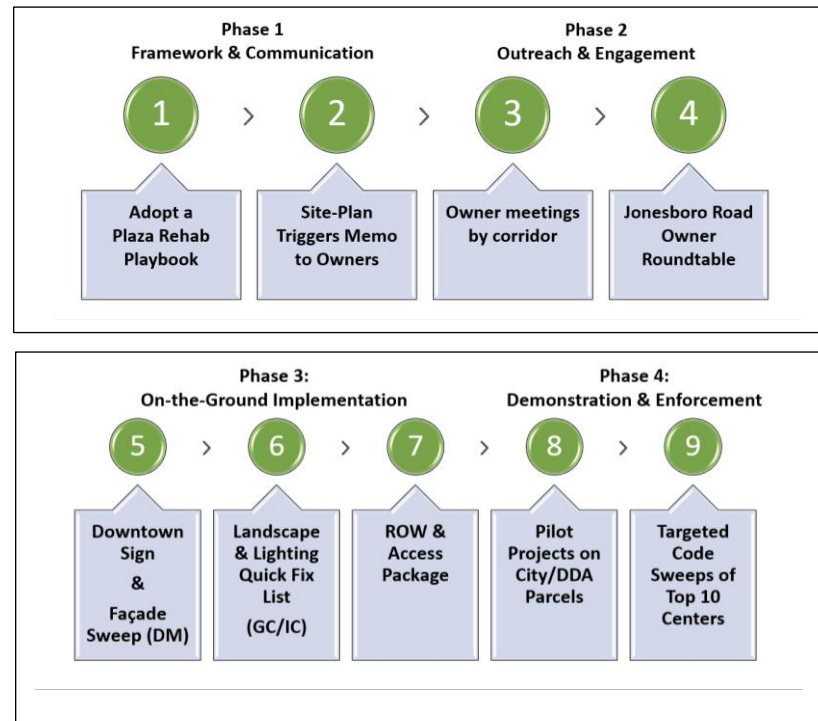 Phase 1
Framework & Communication
Phase 2
Outreach & Engagement
1
>
2
>
3
>
4
Adopt a
Plaza Rehab
Playbook
Site-Plan
Triggers Memo
to Owners
Owner meetings
by corridor
Jonesboro Road
Owner
Roundtable
Phase 3:
On-the-Ground Implementation
Phase 4:
Demonstration & Enforcement
5
>
6
>
7
>
8
>
9
Downtown
Sign
&
Façade
Sweep (DM)
Landscape
& Lighting
Quick Fix
List
(GC/IC)
ROW &
Access
Package
Pilot
Projects on
City/DDA
Parcels
Targeted
Code
Sweeps of
Top 10
Centers